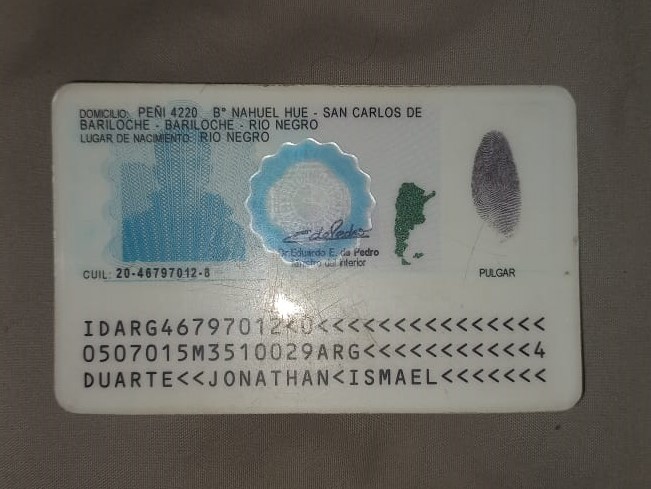 DOMICILIO: PEÑI 4220 B° NAHUEL HUE - SAN CARLOS DE
BARILOCHE - BARILOCHE - RIO NEGRO
LUGAR DE NACIMIENTO: RIO NEGRO
Dr. Eduardo E. de Pedro
Ministro del Interior
CUIL: 20-46797012-8
PULGAR
IDARG46797012<0<<<<<<<<<<<<<<<
0507015M3510029ARG<<<<<<<<<<<4
DUARTE<<JONATHAN<ISMAEL<<<<<<<